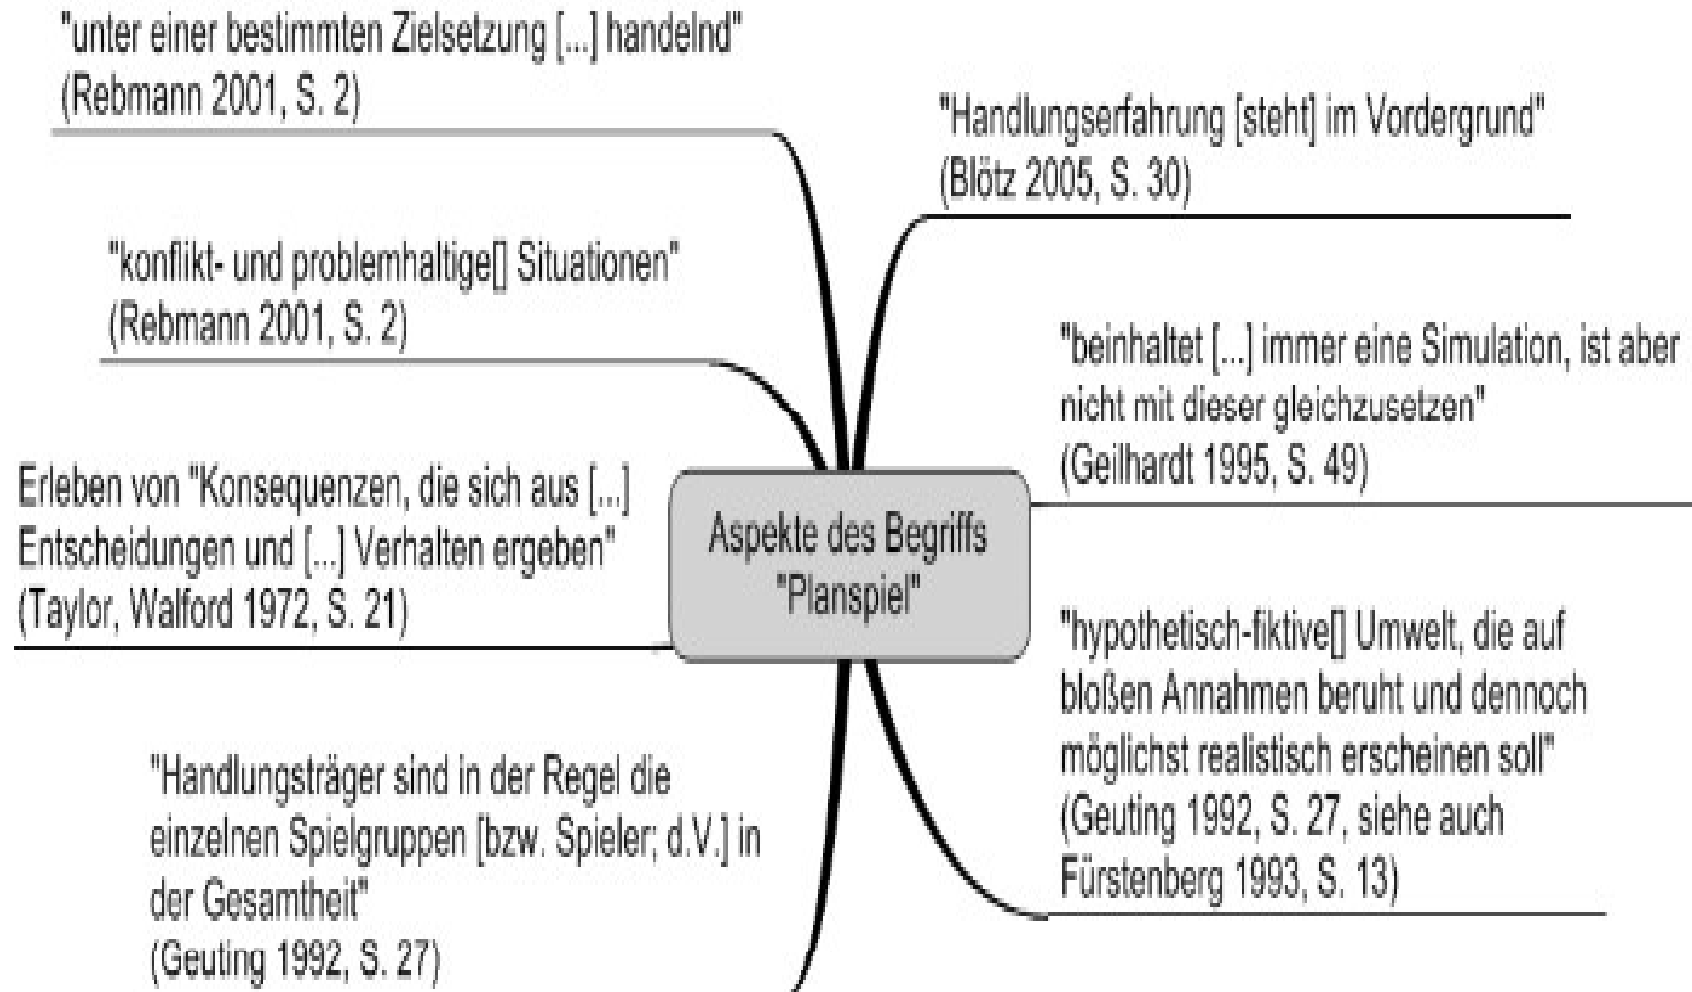 "unter einer bestimmten Zielsetzung [...] handelnd"
(Rebmann 2001, S. 2)
"Handlungserfahrung [steht] im Vordergrund"
(Blötz 2005, S. 30)
"konflikt- und problemhaltige[] Situationen"
(Rebmann 2001, S. 2)
"beinhaltet [...] immer eine Simulation, ist aber
nicht mit dieser gleichzusetzen"
(Geilhardt 1995, S. 49)
Erleben von "Konsequenzen, die sich aus [...]
Entscheidungen und [...] Verhalten ergeben"
(Taylor, Walford 1972, S. 21)
Aspekte des Begriffs
"Planspiel"
"hypothetisch-fiktive[] Umwelt, die auf
bloßen Annahmen beruht und dennoch
möglichst realistisch erscheinen soll"
(Geuting 1992, S. 27, siehe auch
Fürstenberg 1993, S. 13)
"Handlungsträger sind in der Regel die
einzelnen Spielgruppen [bzw. Spieler; d.V.] in
der Gesamtheit"
(Geuting 1992, S. 27)